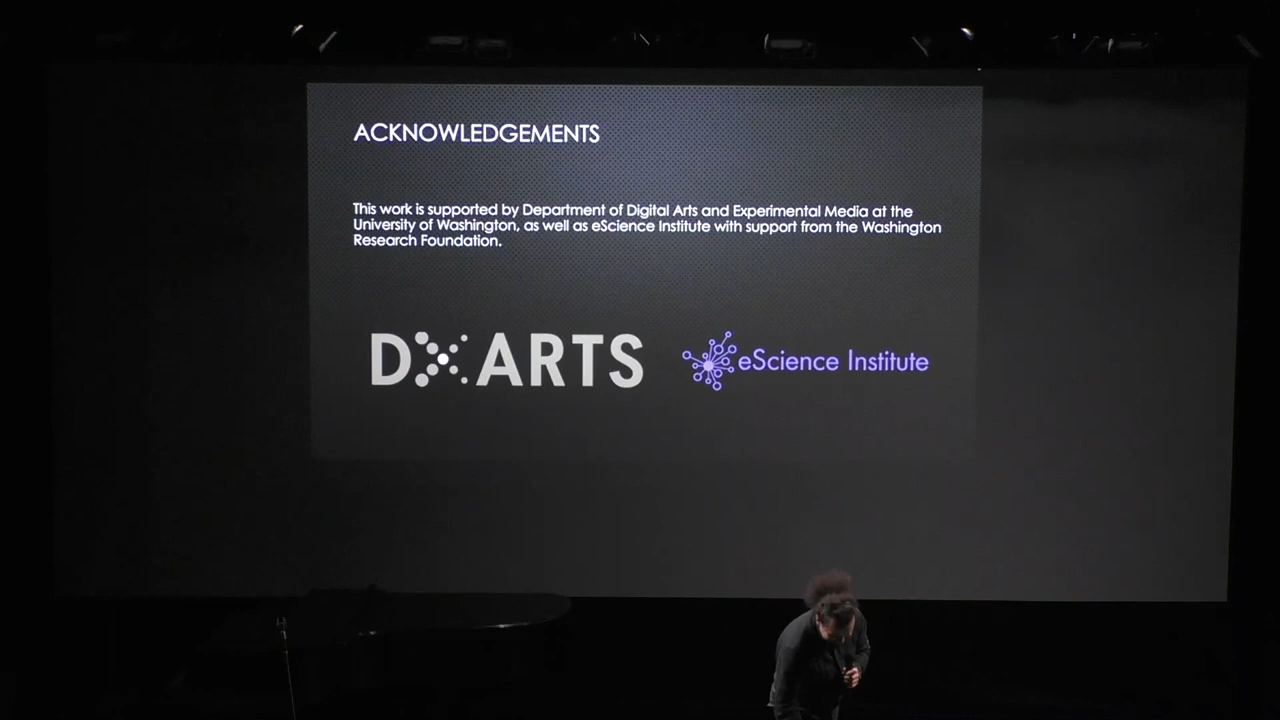 ACKNOWLEDGEMENTS
This work is supported by Department of Digital Arts and Experimental Media at the
University of Washington, as well as eScience Institute with support from the Washington
Research Foundation.
DXARTS
eScience Institute